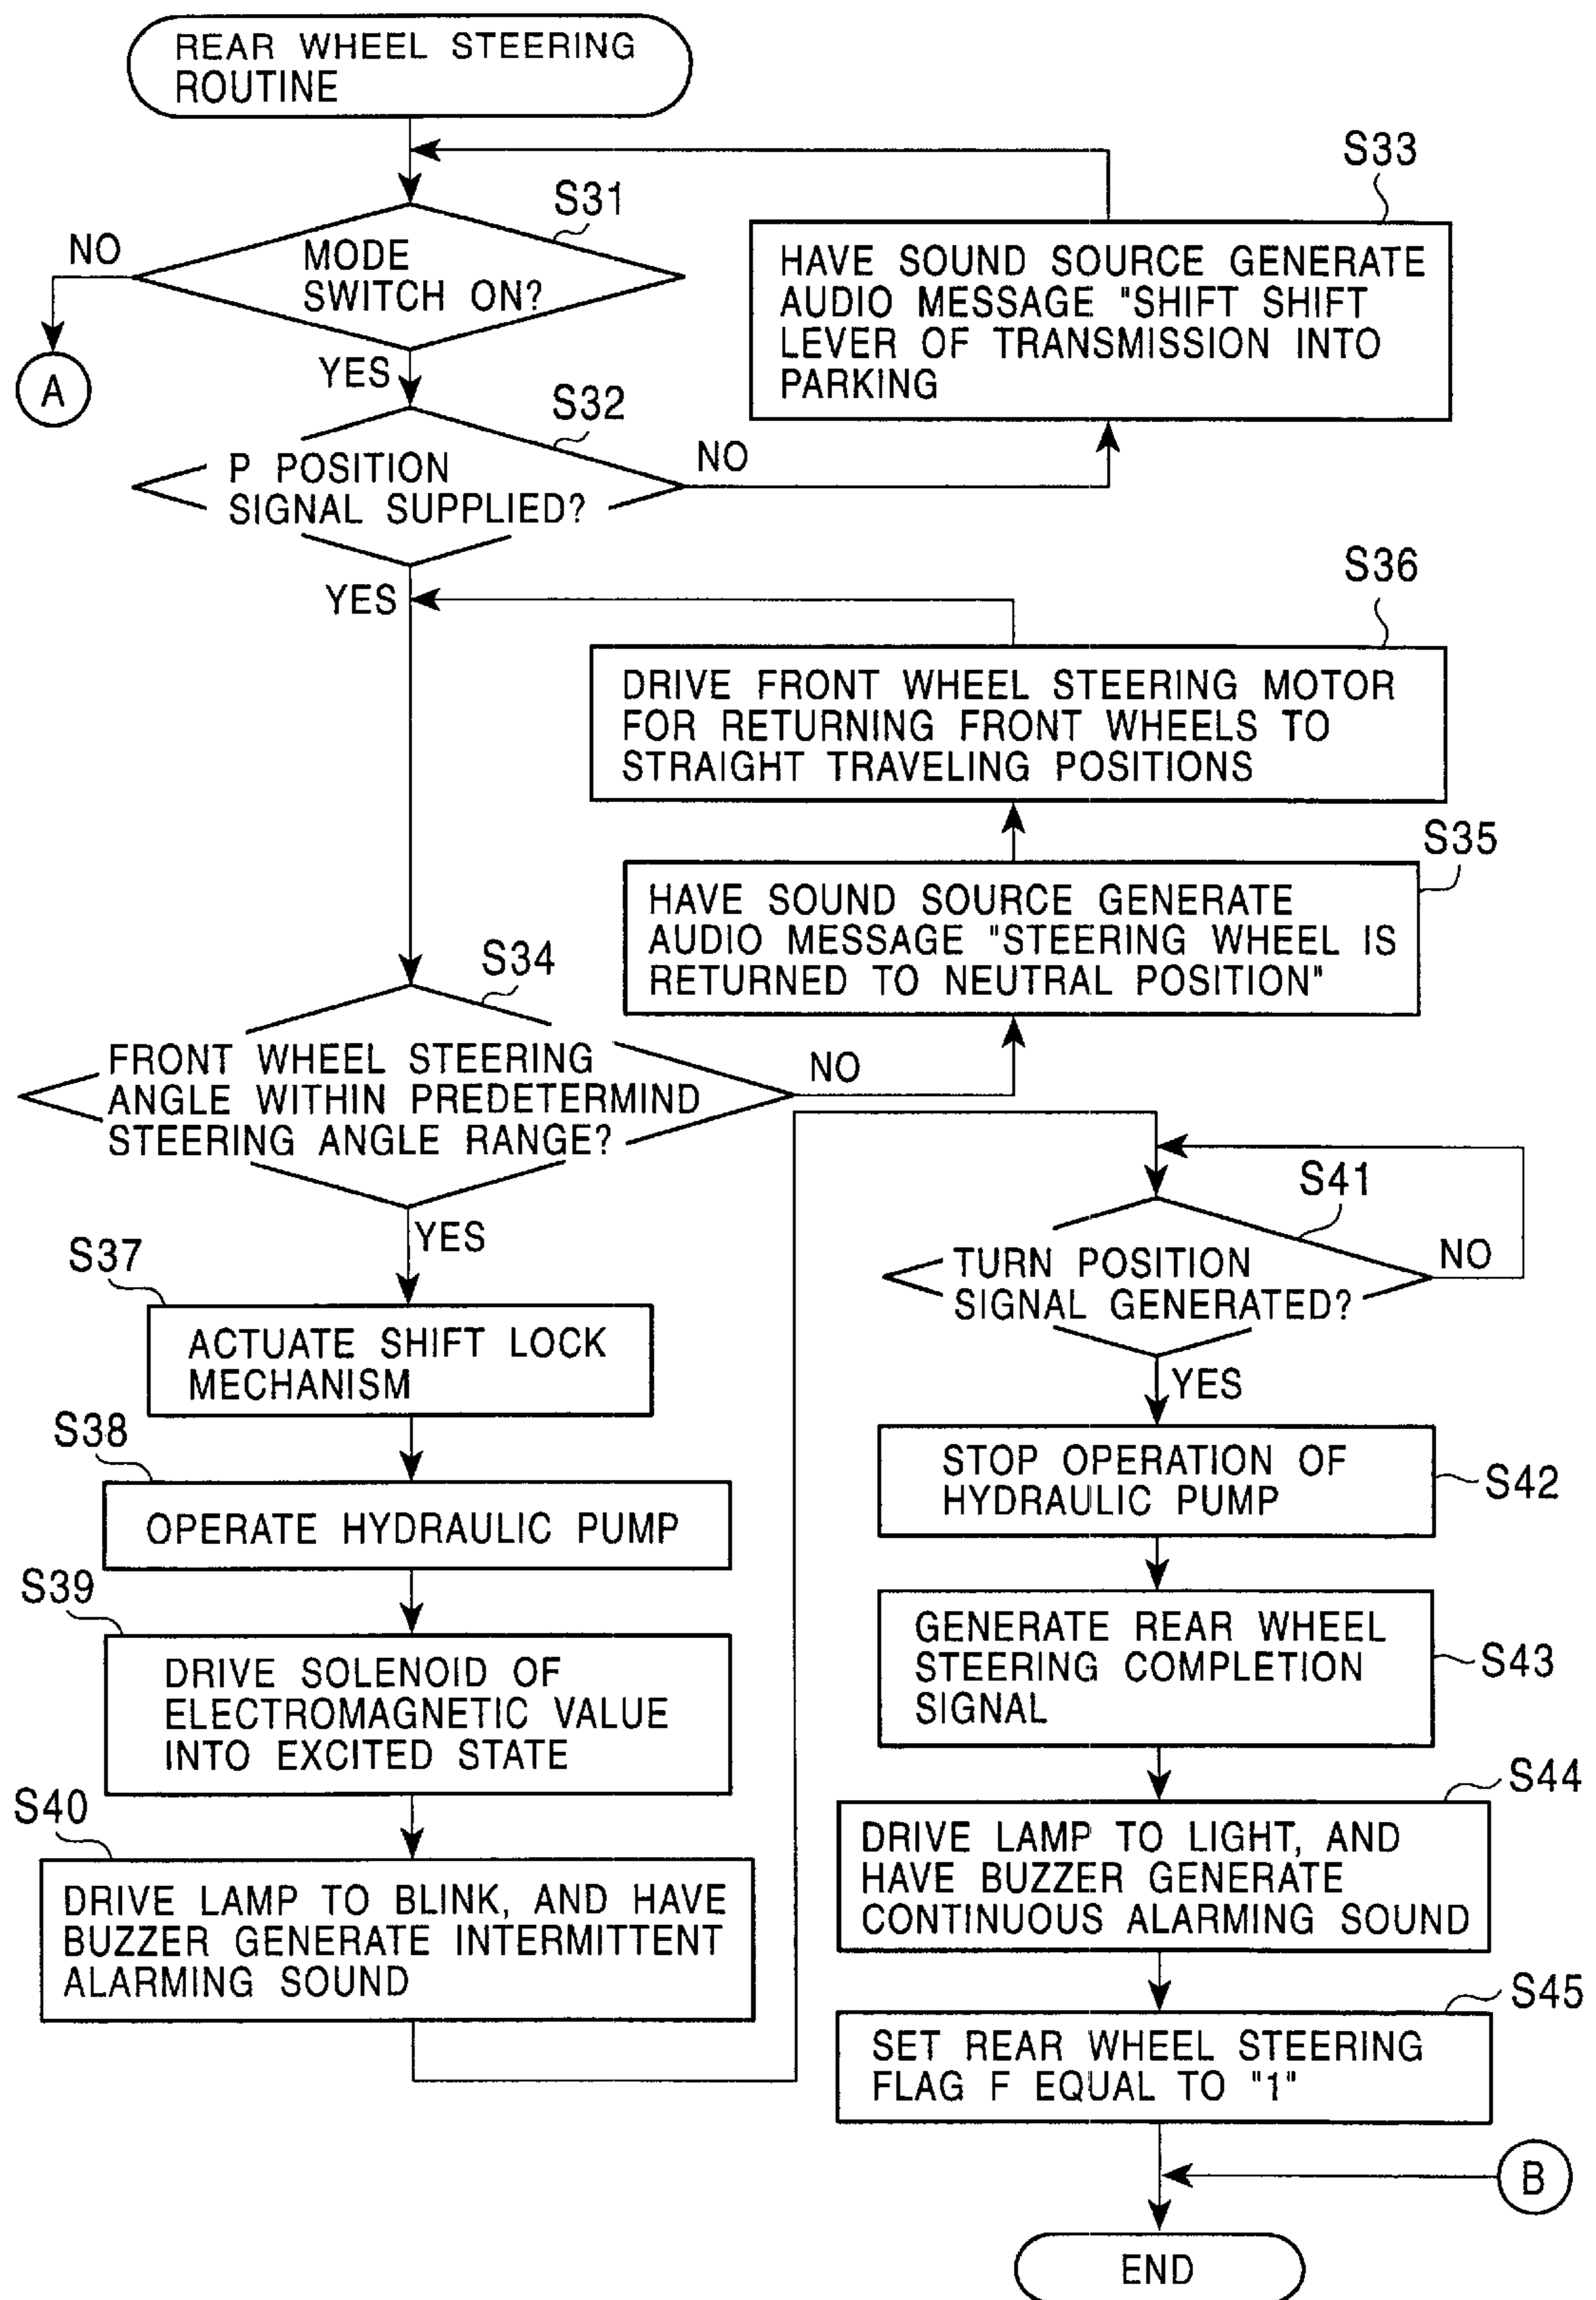 REAR WHEEL STEERING
ROUTINE
S31
NO
MODE
SWITCH ON?
A
YES
S33
HAVE SOUND SOURCE GENERATE
AUDIO MESSAGE "SHIFT SHIFT
LEVER OF TRANSMISSION INTO
PARKING
S32
P POSITION
SIGNAL SUPPLIED?
NO
YES
S36
DRIVE FRONT WHEEL STEERING MOTOR
FOR RETURNING FRONT WHEELS TO
STRAIGHT TRAVELING POSITIONS
S35
HAVE SOUND SOURCE GENERATE
AUDIO MESSAGE "STEERING WHEEL IS
RETURNED TO NEUTRAL POSITION"
S34
FRONT WHEEL STEERING
ANGLE WITHIN PREDETERMIND
STEERING ANGLE RANGE?
NO
YES
S37
ACTUATE SHIFT LOCK
MECHANISM
S38
OPERATE HYDRAULIC PUMP
S39
DRIVE SOLENOID OF
ELECTROMAGNETIC VALUE
INTO EXCITED STATE
S40
DRIVE LAMP TO BLINK, AND HAVE
BUZZER GENERATE INTERMITTENT
ALARMING SOUND
S41
TURN POSITION
SIGNAL GENERATED?
NO
YES
STOP OPERATION OF
HYDRAULIC PUMP
S42
GENERATE REAR WHEEL
STEERING COMPLETION
SIGNAL
S43
S44
DRIVE LAMP TO LIGHT, AND
HAVE BUZZER GENERATE
CONTINUOUS ALARMING SOUND
S45
SET REAR WHEEL STEERING
FLAG F EQUAL TO "1"
B
END